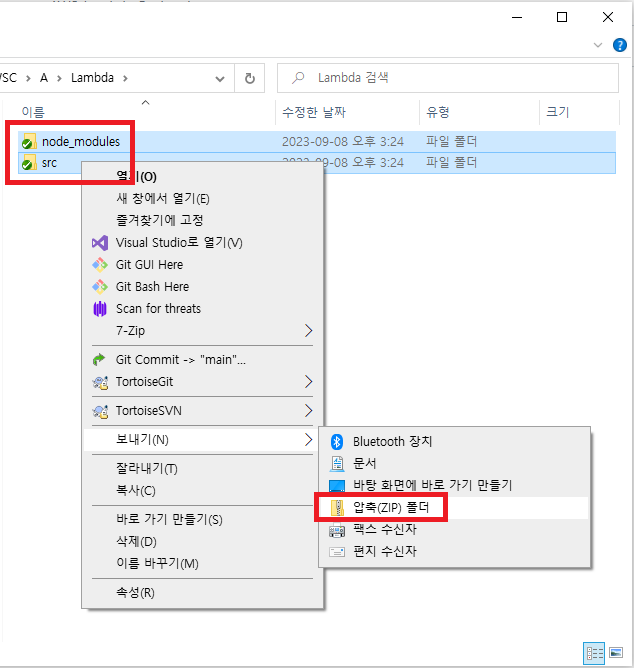 WSC > A > Lambda >
Lambda 검색
이름 수정한 날짜 유형 크기
node_modules 2023-09-08 오후 3:24 파일 폴더
src 2023-09-08 오후 3:24 파일 폴더
열기(O)
새 창에서 열기(E)
즐겨찾기에 고정
Visual Studio로 열기(V)
Git GUI Here
Git Bash Here
Scan for threats
7-Zip
Git Commit -> "main"...
TortoiseGit
TortoiseSVN
보내기(N)
Bluetooth 장치
문서
바탕 화면에 바로 가기 만들기
압축(ZIP) 폴더
팩스 수신자
편지 수신자
잘라내기(T)
복사(C)
바로 가기 만들기(S)
삭제(D)
이름 바꾸기(M)
속성(R)